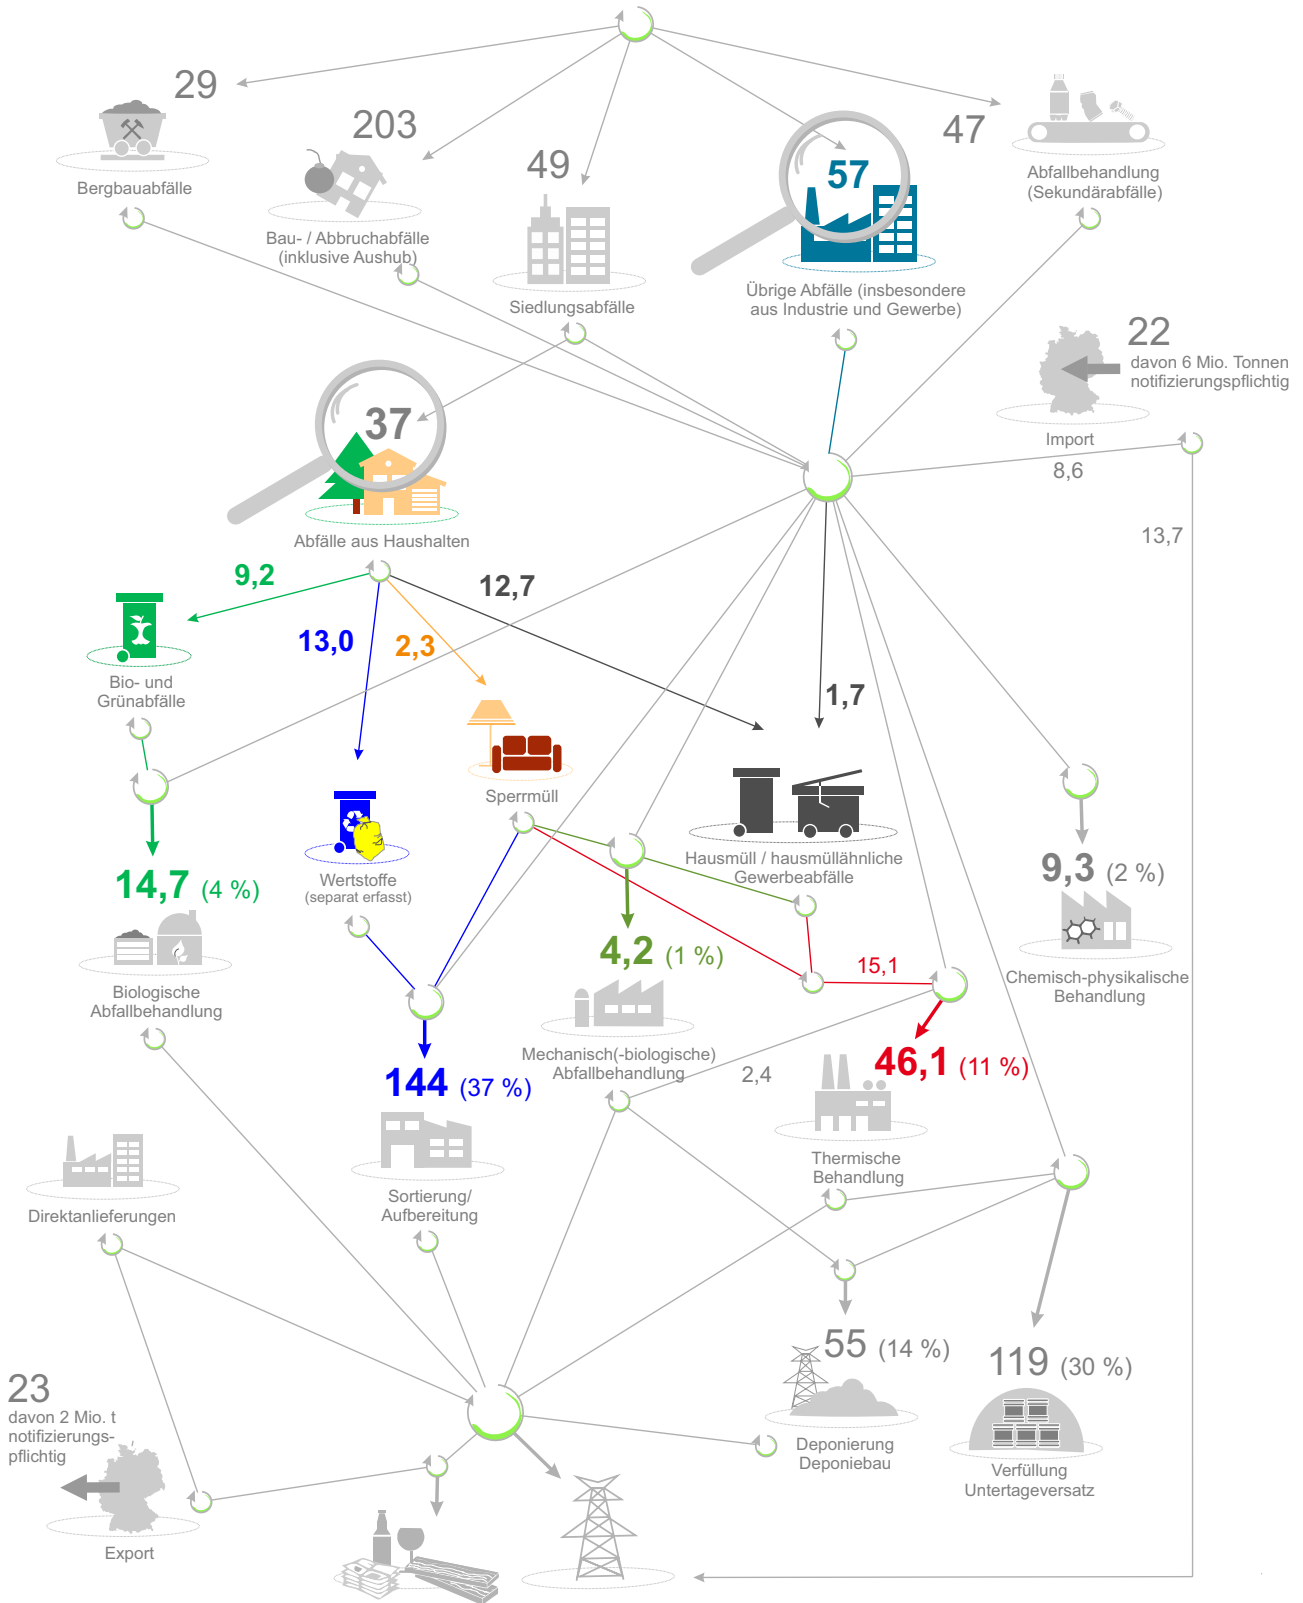 29
Bergbauabfälle
203
Bau- / Abbruchabfälle
(inklusive Aushub)
49
Siedlungsabfälle
57
Übrige Abfälle (insbesondere
aus Industrie und Gewerbe)
47
Abfallbehandlung
(Sekundärabfälle)
22
davon 6 Mio. Tonnen
notifizierungspflichtig
Import
8,6
13,7
37
Abfälle aus Haushalten
9,2
13,0
2,3
12,7
1,7
Bio- und
Grünabfälle
Sperrmüll
Wertstoffe
(separat erfasst)
Hausmüll / hausmüllähnliche
Gewerbeabfälle
14,7 (4 %)
Biologische
Abfallbehandlung
4,2 (1 %)
Mechanisch(-biologische)
Abfallbehandlung
9,3 (2 %)
Chemisch-physikalische
Behandlung
15,1
144 (37 %)
Sortierung/
Aufbereitung
2,4
46,1 (11 %)
Thermische
Behandlung
Direktanlieferungen
55 (14 %)
Deponierung
Deponiebau
119 (30 %)
Verfüllung
Untertageversatz
23
davon 2 Mio. t
notifizierungs-
pflichtig
Export